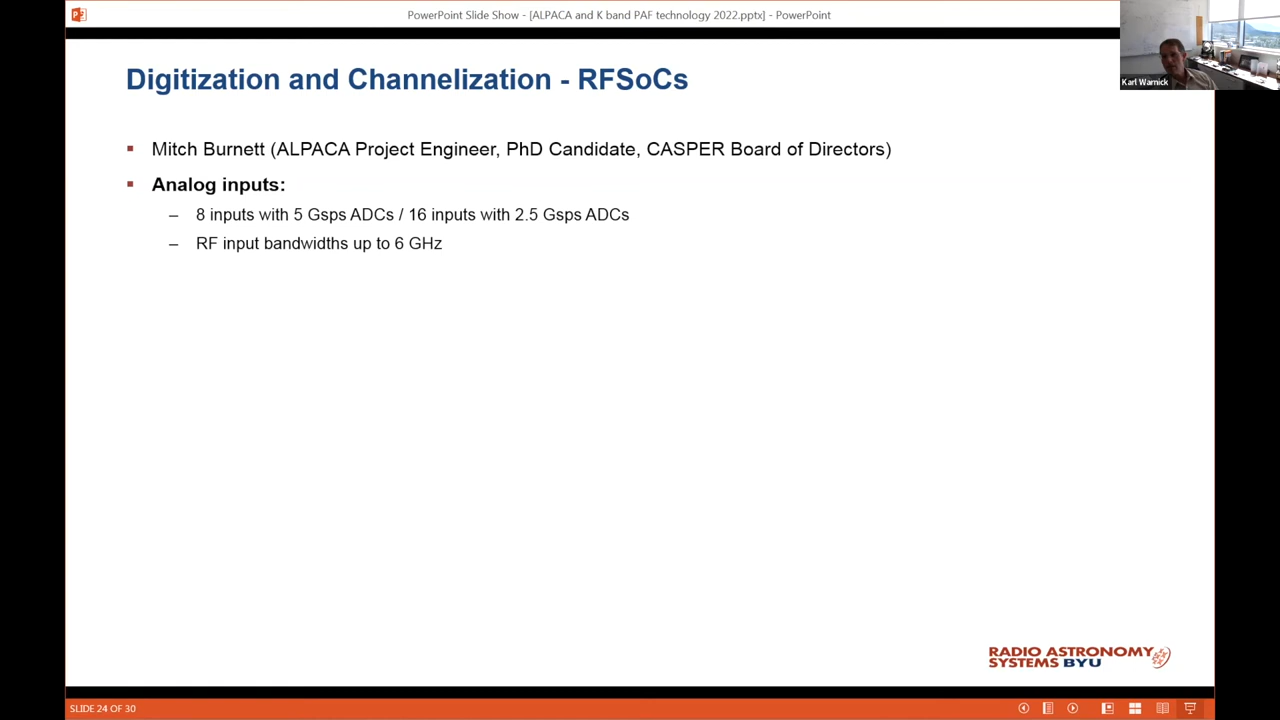 PowerPoint Slide Show - [ALPACA and K band PAF technology 2022.pptx] - PowerPoint
Karl Warnick
Digitization and Channelization - RFSoCs
▪ Mitch Burnett (ALPACA Project Engineer, PhD Candidate, CASPER Board of Directors)
▪ Analog inputs:
– 8 inputs with 5 Gsps ADCs / 16 inputs with 2.5 Gsps ADCs
– RF input bandwidths up to 6 GHz
RADIO ASTRONOMY
SYSTEMS BYU
SLIDE 24 OF 30